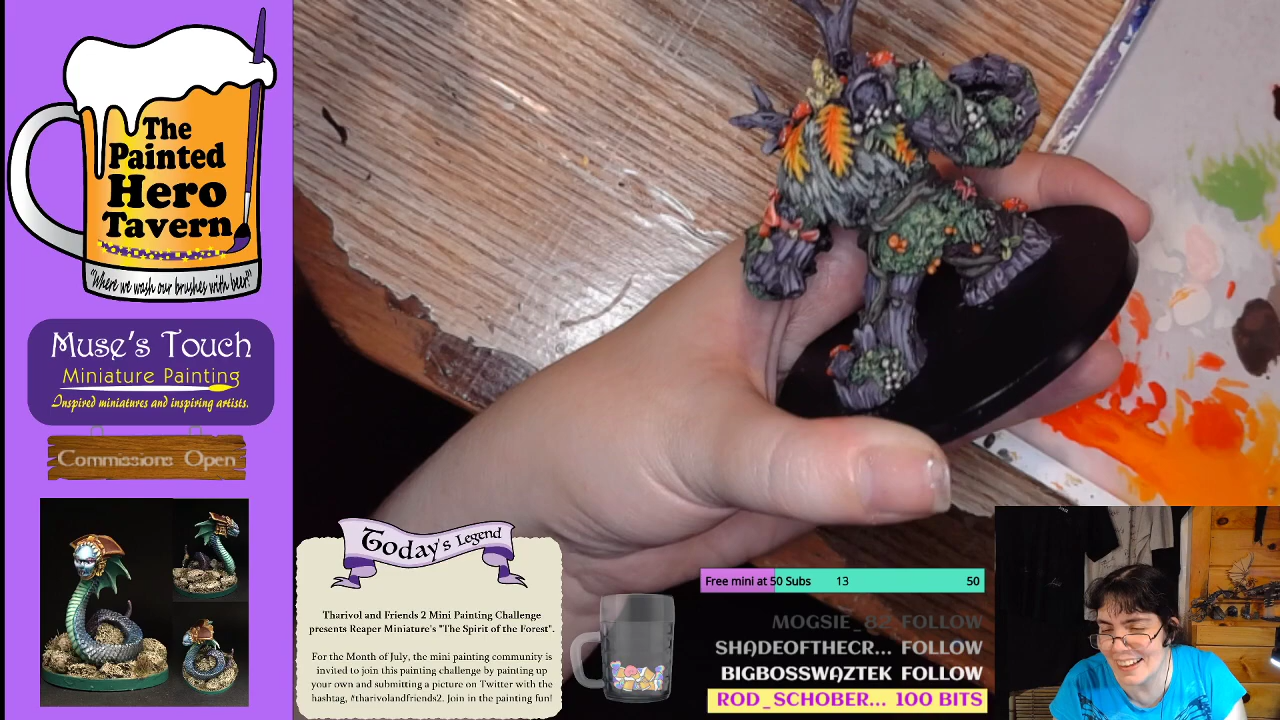 The
Painted
Hero
Tavern
"Where we wash our brushes with beer!"
Muse's Touch
Miniature Painting
Inspired miniatures and inspiring artists.
Commissions Open
Today's Legend
Tharivol and Friends 2 Mini Painting Challenge
presents Reaper Miniature's "The Spirit of the Forest".
For the Month of July, the mini painting community is
invited to join this painting challenge by painting up
your own and submitting a picture on Twitter with the
hashtag, #tharivolandfriends2. Join in the painting fun!
Free mini at 50 Subs 13 50
MOGSIE_82 FOLLOW
SHADEOFTHECR... FOLLOW
BIGBOSSWAZTEK FOLLOW
ROD_SCHOBER... 100 BITS